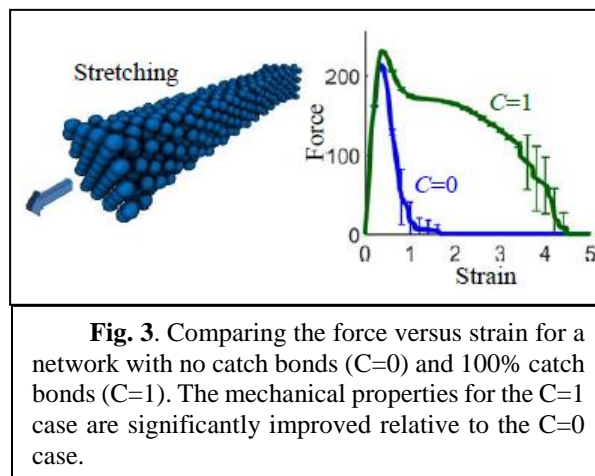 Stretching
Force
200
100
0
C=1
C=0
0 1 2 3 4 5
Strain
Fig. 3. Comparing the force versus strain for a
network with no catch bonds (C=0) and 100% catch
bonds (C=1). The mechanical properties for the C=1
case are significantly improved relative to the C=0
case.